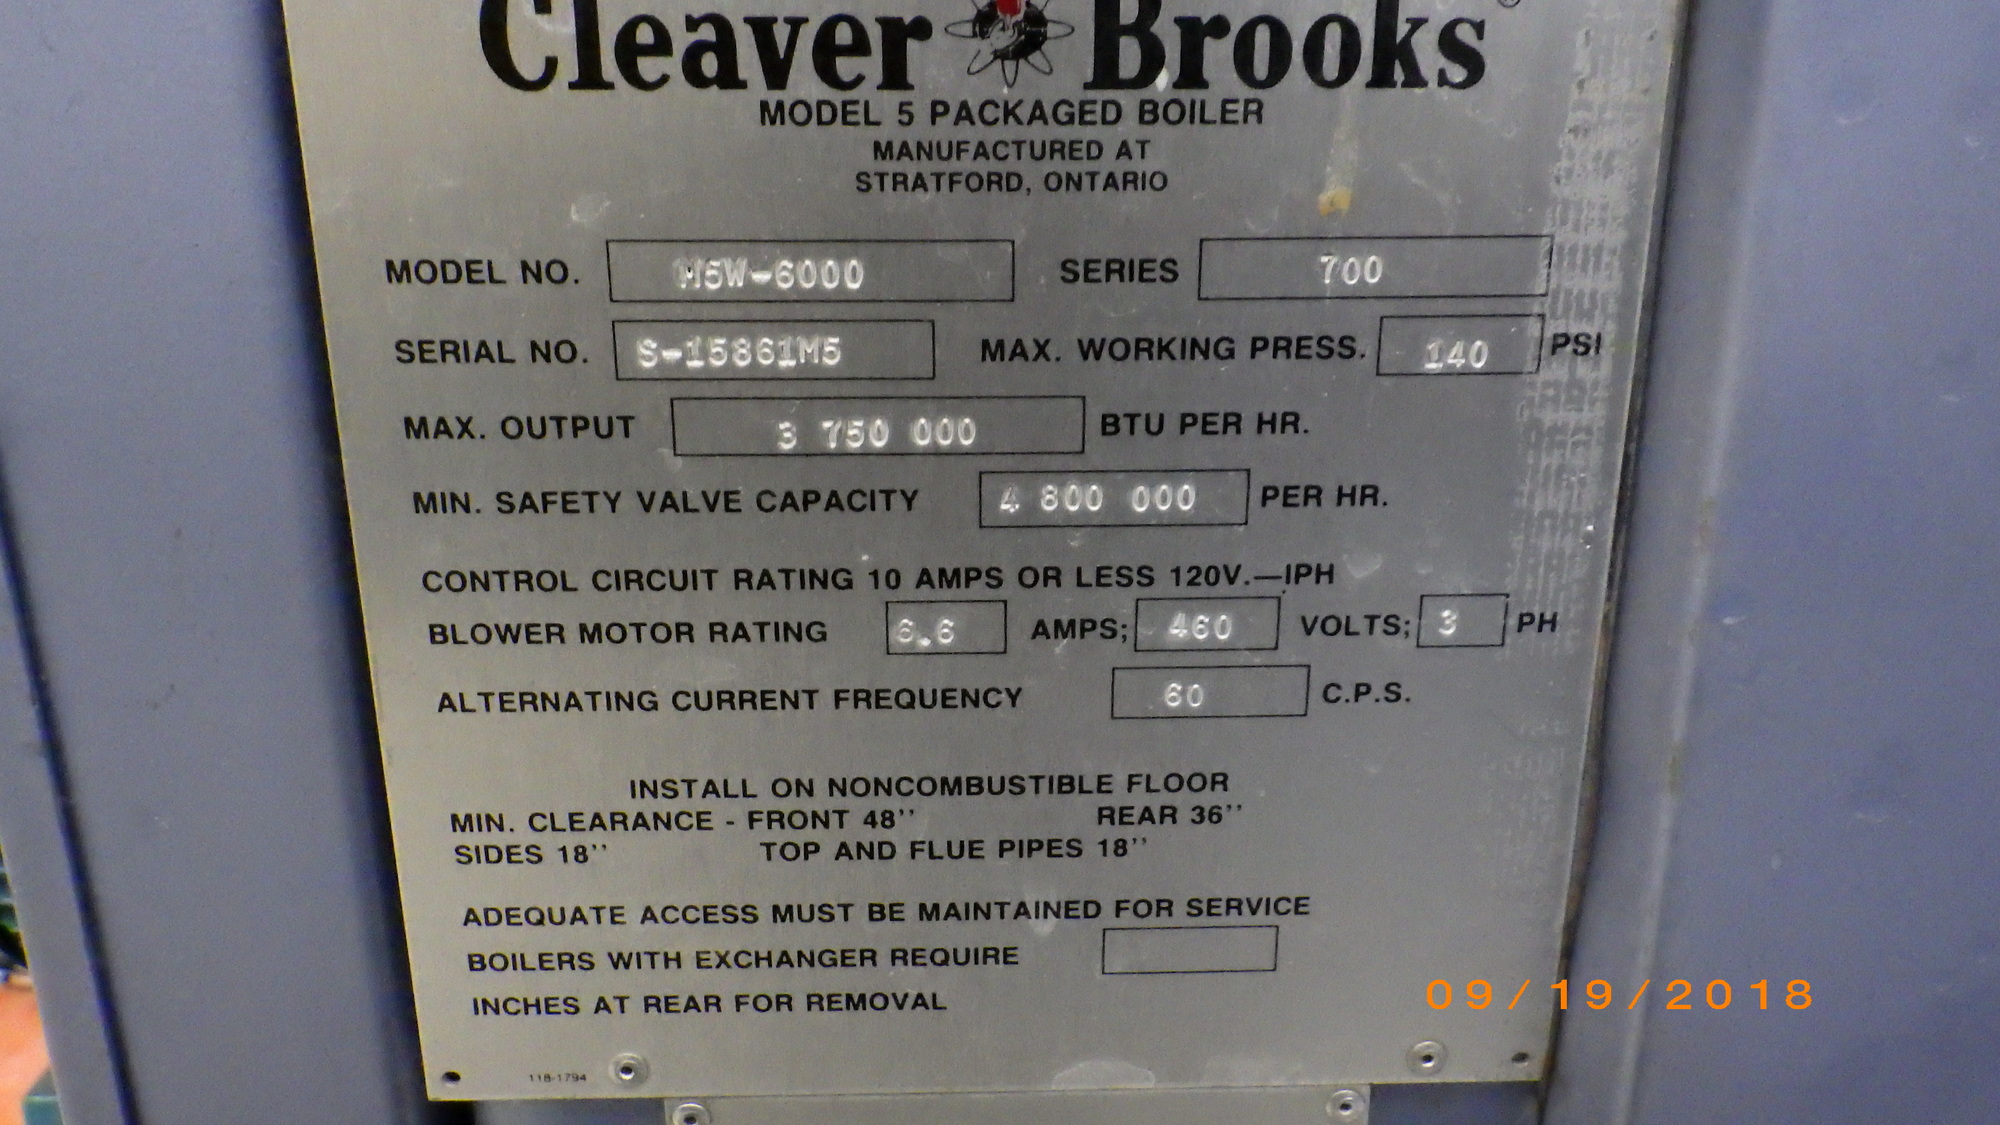 Cleaver Brooks®
MODEL 5 PACKAGED BOILER
MANUFACTURED AT
STRATFORD, ONTARIO
MODEL NO. M5W-6000 SERIES 700
SERIAL NO. S-15861M5 MAX. WORKING PRESS. 140 PSI
MAX. OUTPUT 3 750 000 BTU PER HR.
MIN. SAFETY VALVE CAPACITY 4 800 000 PER HR.
CONTROL CIRCUIT RATING 10 AMPS OR LESS 120V.—IPH
BLOWER MOTOR RATING 6.6 AMPS; 460 VOLTS; 3 PH
ALTERNATING CURRENT FREQUENCY 60 C.P.S.
INSTALL ON NONCOMBUSTIBLE FLOOR
MIN. CLEARANCE - FRONT 48’’ REAR 36’’
SIDES 18’’ TOP AND FLUE PIPES 18’’
ADEQUATE ACCESS MUST BE MAINTAINED FOR SERVICE
BOILERS WITH EXCHANGER REQUIRE
INCHES AT REAR FOR REMOVAL
09/19/2018
118-1794